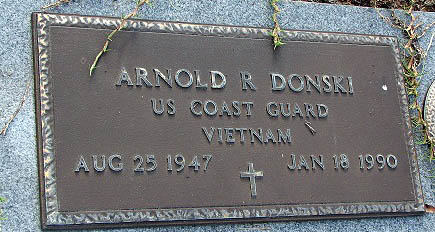 ARNOLD R DONSKI
US COAST GUARD
VIETNAM
AUG 25 1947 JAN 18 1990